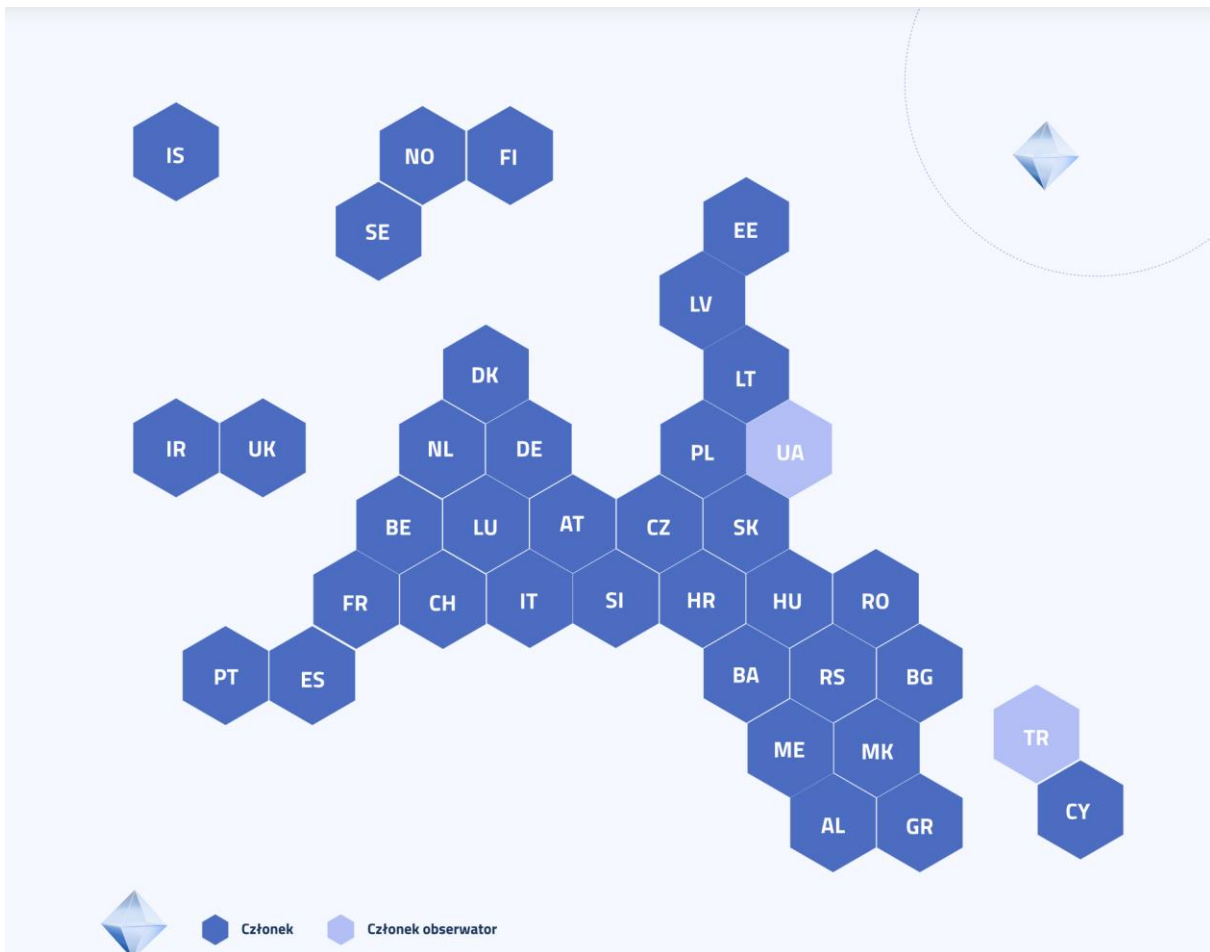 IS
NO FI
SE
EE
LV
DK
LT
IR UK
NL DE
PL UA
BE LU AT CZ SK
FR CH IT SI HR HU RO
PT ES
BA RS BG
ME MK
TR
AL GR
CY
Członek
Członek obserwator